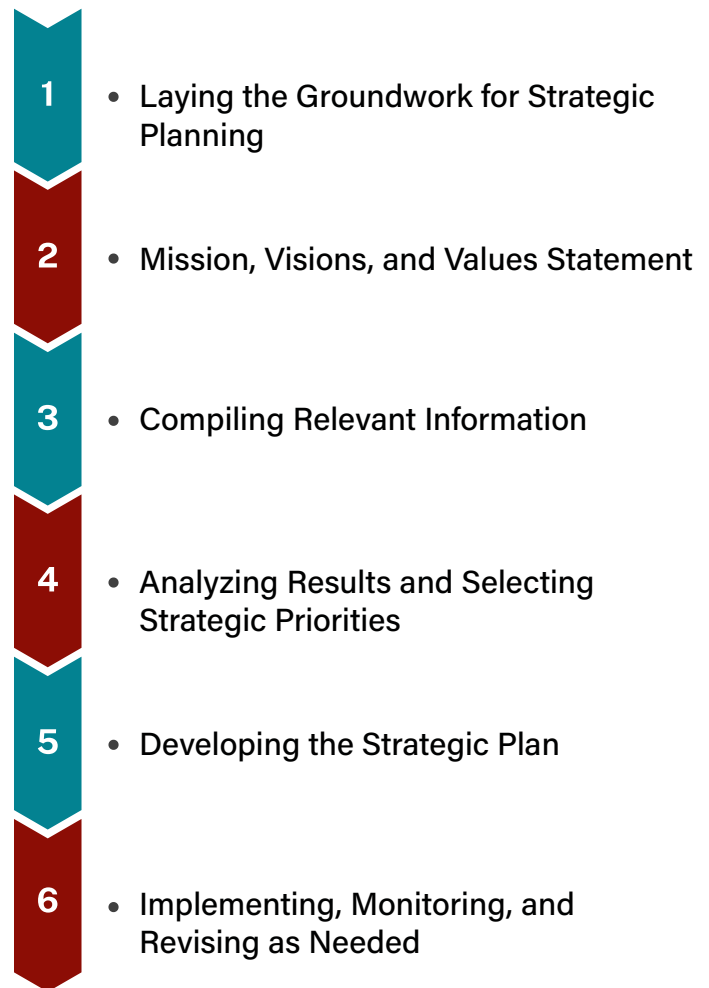 1
• Laying the Groundwork for Strategic
Planning
2
• Mission, Visions, and Values Statement
3
• Compiling Relevant Information
4
• Analyzing Results and Selecting
Strategic Priorities
5
• Developing the Strategic Plan
6
• Implementing, Monitoring, and
Revising as Needed